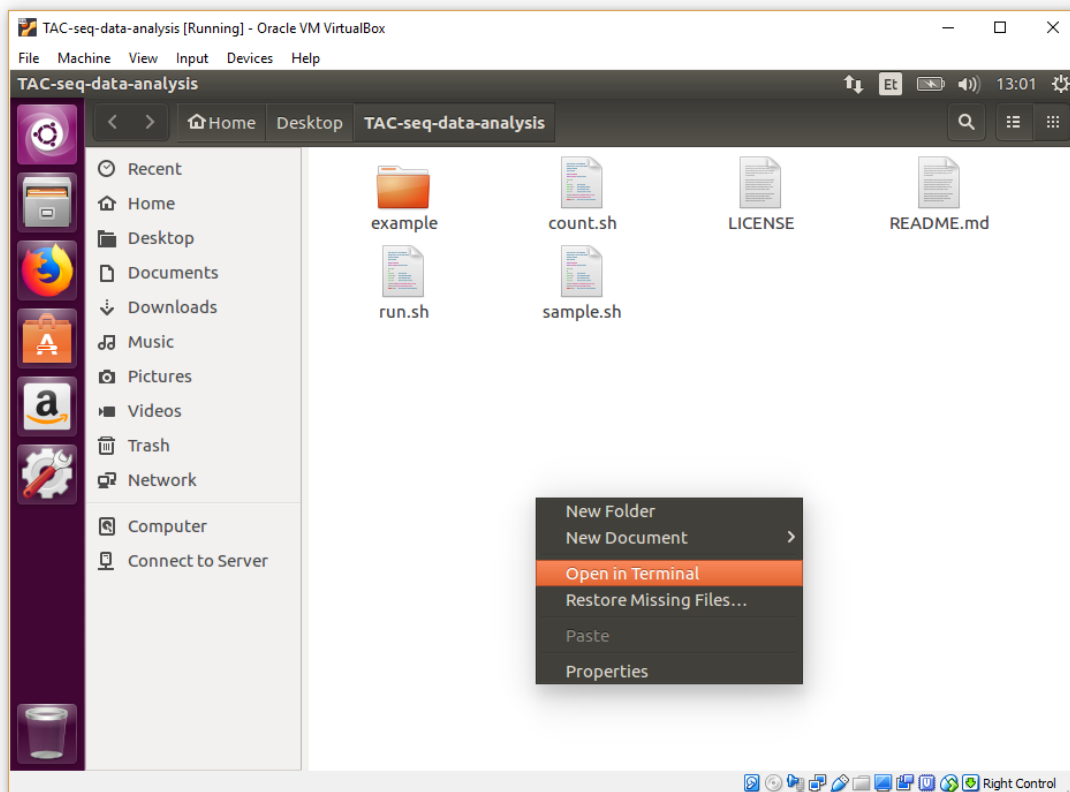 TAC-seq-data-analysis [Running] - Oracle VM VirtualBox
File Machine View Input Devices Help
TAC-seq-data-analysis Et 13:01
Home Desktop TAC-seq-data-analysis
Recent
Home
Desktop
Documents
Downloads
Music
Pictures
Videos
Trash
Network
Computer
Connect to Server
example count.sh LICENSE README.md
run.sh sample.sh
New Folder
New Document
Open in Terminal
Restore Missing Files…
Paste
Properties
Right Control